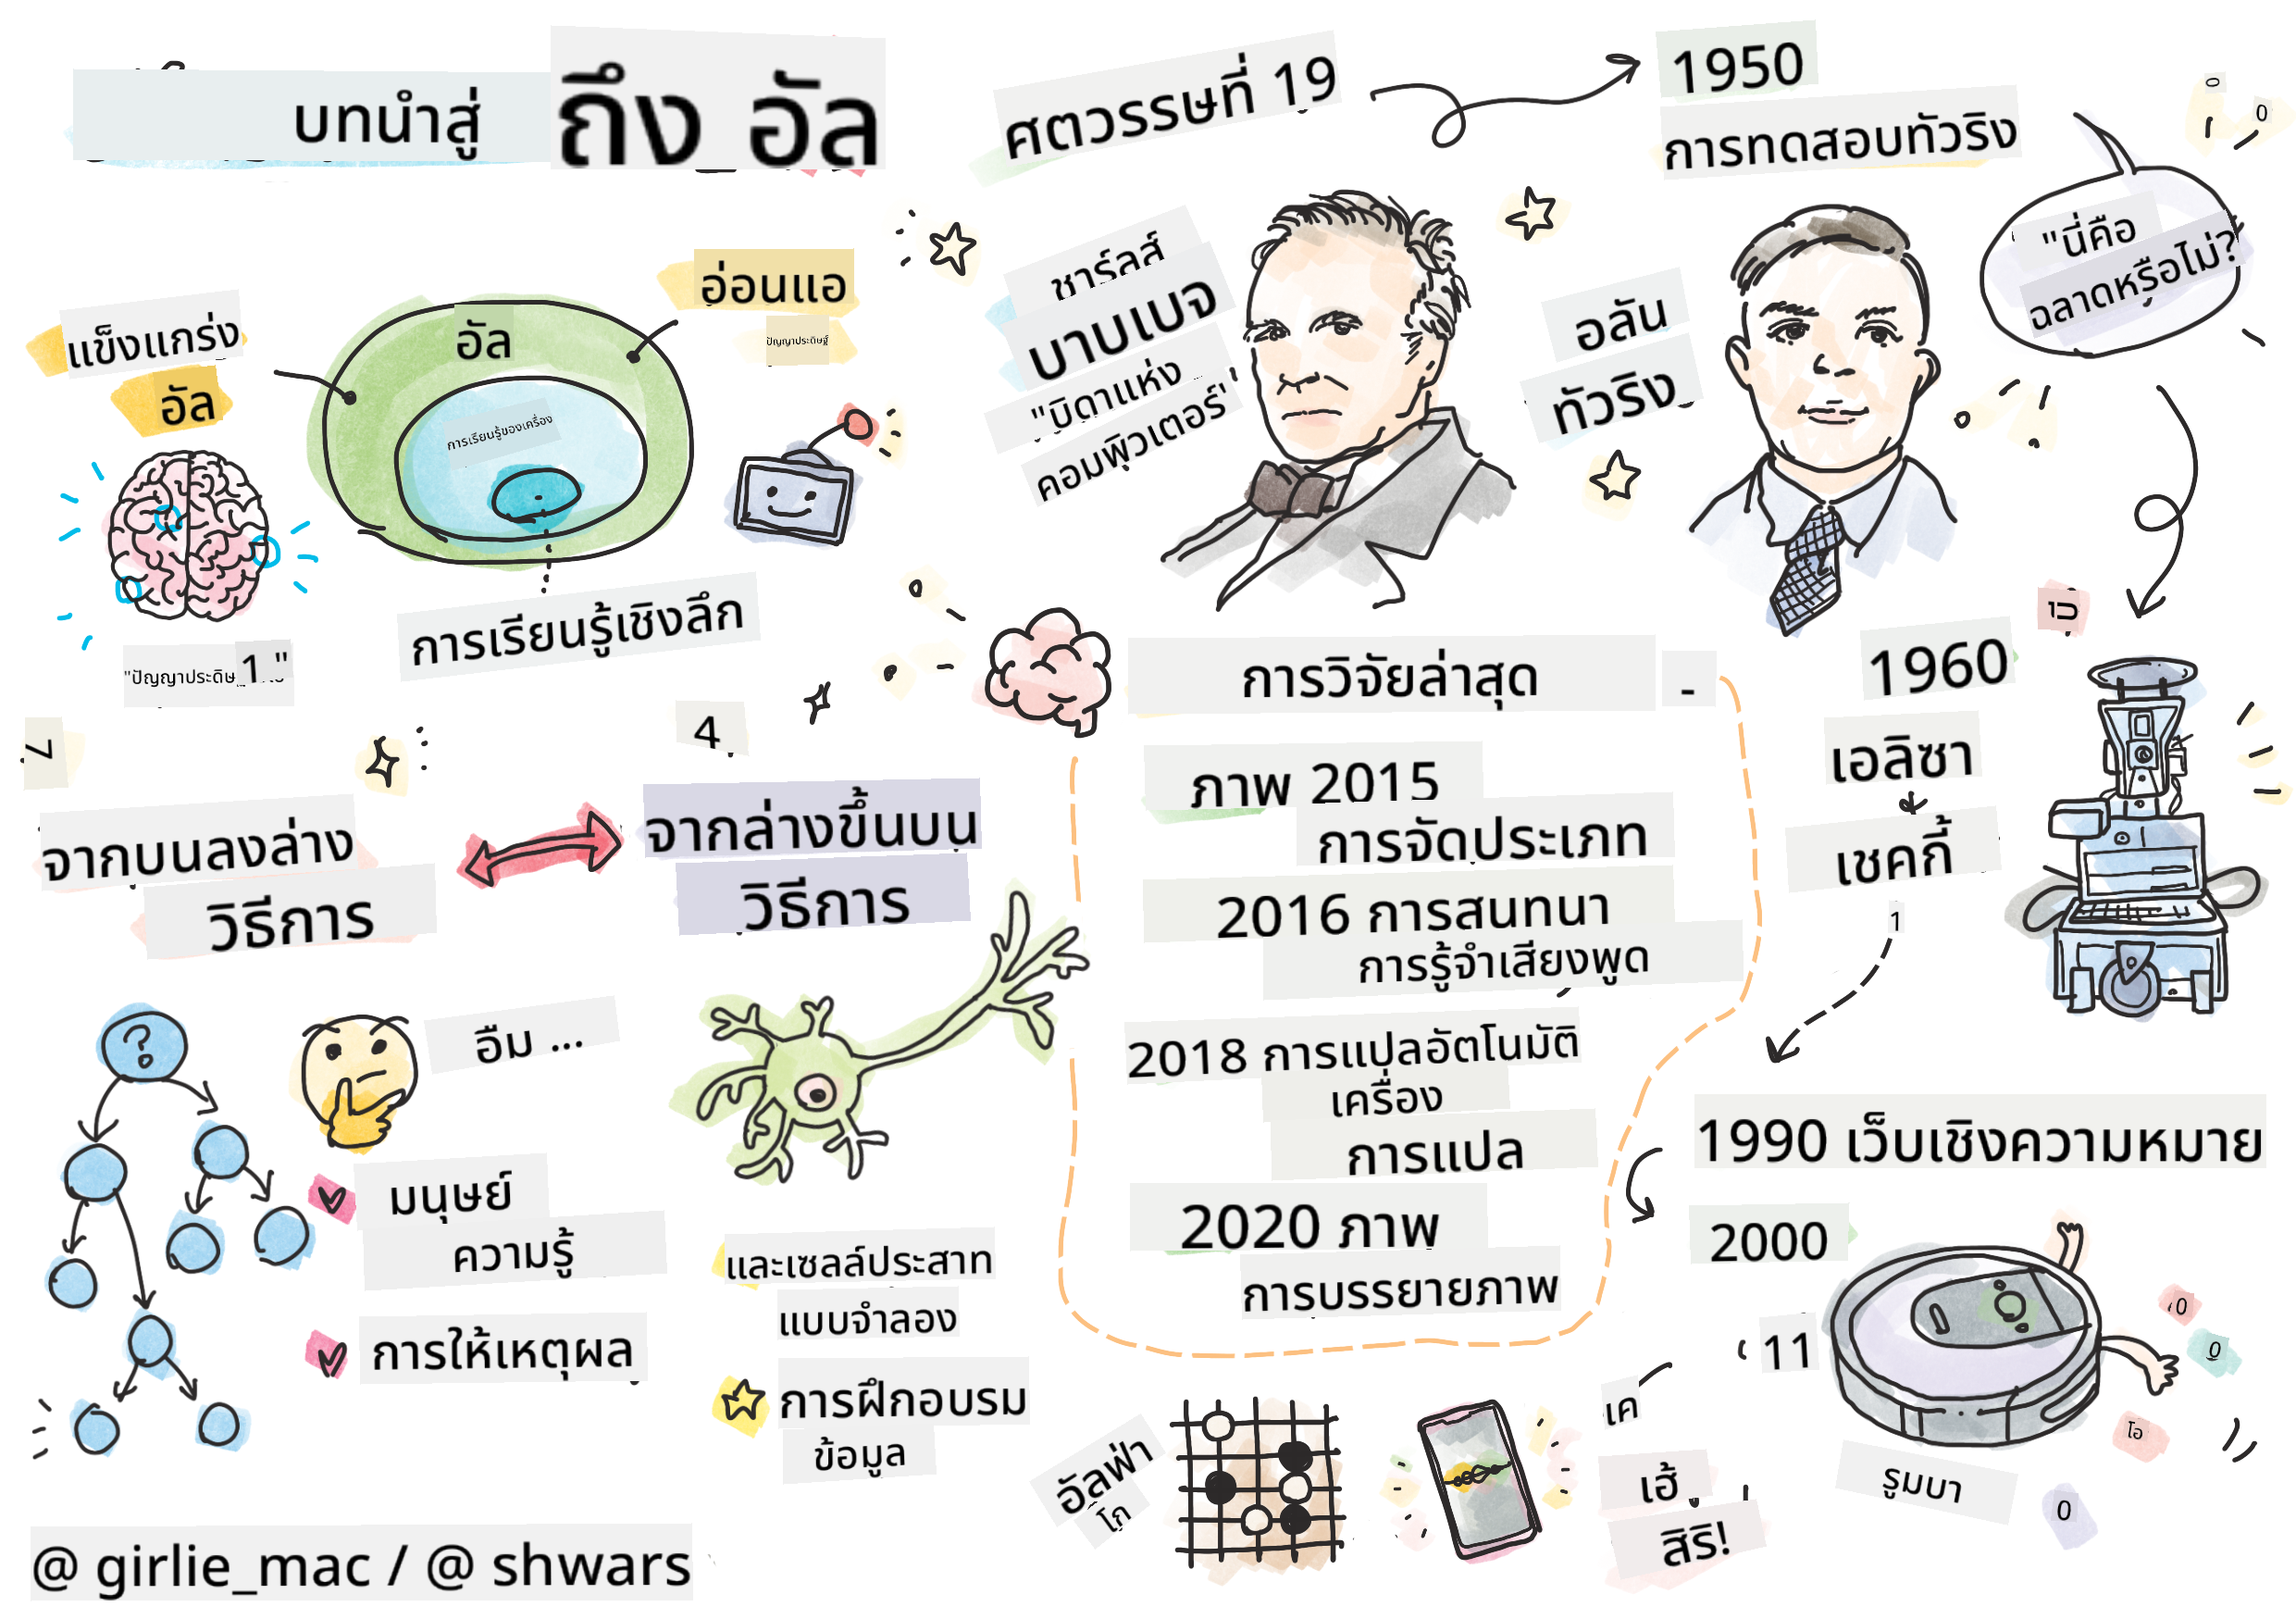 บทนำสู่ ถึง อัล
แข็งแกร่ง
อัล
อัล
อ่อนแอ
ปัญญาประดิษฐ์
การเรียนรู้ของเครื่อง
การเรียนรู้เชิงลึก
"ปัญญาประดิษฐ 1 "
ศตวรรษที่ 19
ชาร์ลส์
บาบเบจ
"บิดาแห่ง
คอมพิวเตอร์"
1950
การทดสอบทัวริง
อลัน
ทัวริง
"นี่คือ
ฉลาดหรือไม่?
1960
เอลิซา
เชคกี้
1
1990 เว็บเชิงความหมาย
2000
11
รูมบา
0
0
0
0
โอ
0
เฮ้
สิริ!
เค
อัลฟ่า
โก
การวิจัยล่าสุด -
ภาพ 2015
การจัดประเภท
2016 การสนทนา
การรู้จำเสียงพูด
2018 การแปลอัตโนมัติ
เครื่อง
การแปล
2020 ภาพ
การบรรยายภาพ
7
4
จากบนลงล่าง
วิธีการ
จากล่างขึ้นบน
วิธีการ
?
อืม ...
มนุษย์
ความรู้
การให้เหตุผล
และเซลล์ประสาท
แบบจำลอง
การฝึกอบรม
ข้อมูล
@ girlie_mac / @ shwars